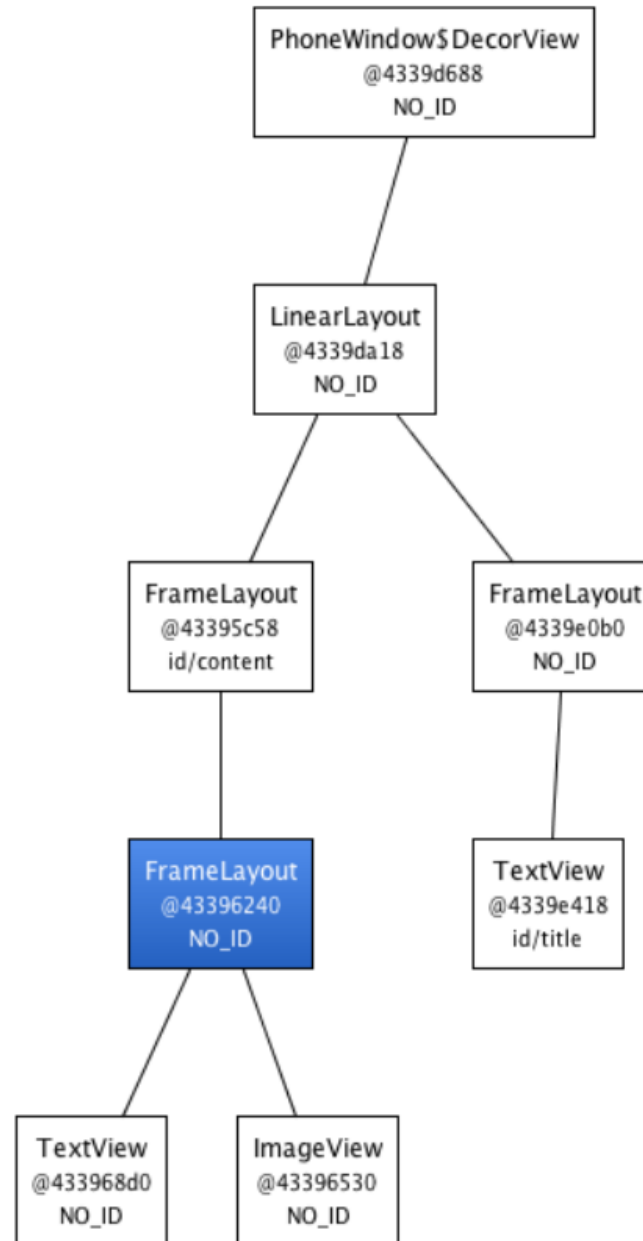 PhoneWindow$DecorView
@4339d688
NO_ID
LinearLayout
@4339da18
NO_ID
FrameLayout
@43395c58
id/content
FrameLayout
@4339e0b0
NO_ID
FrameLayout
@43396240
NO_ID
TextView
@4339e418
id/title
TextView
@433968d0
NO_ID
ImageView
@43396530
NO_ID